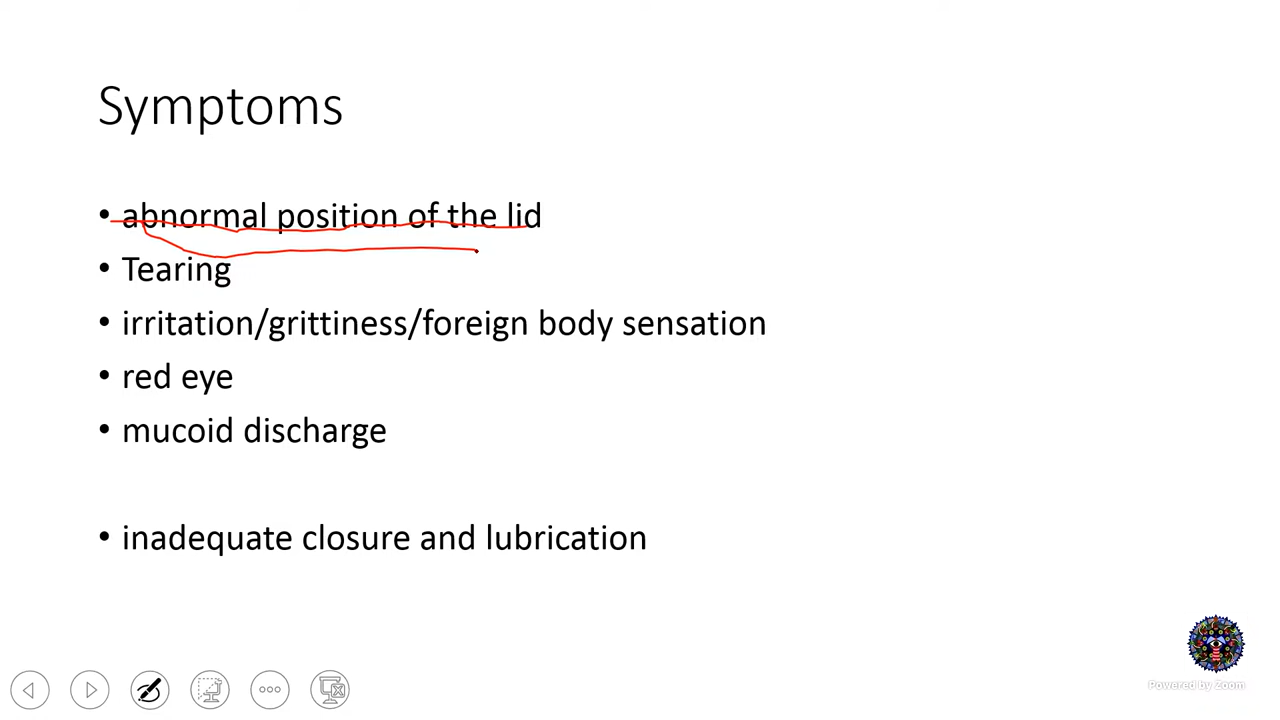 Symptoms
• abnormal position of the lid
• Tearing
• irritation/grittiness/foreign body sensation
• red eye
• mucoid discharge
• inadequate closure and lubrication
Powered by Zoom